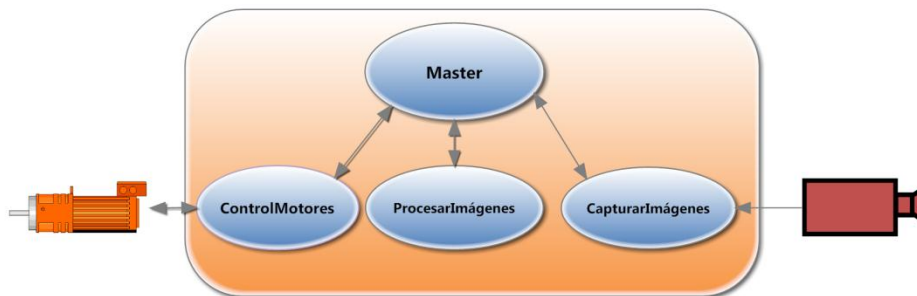 Master
ControlMotores
ProcesarImágenes
CapturarImágenes